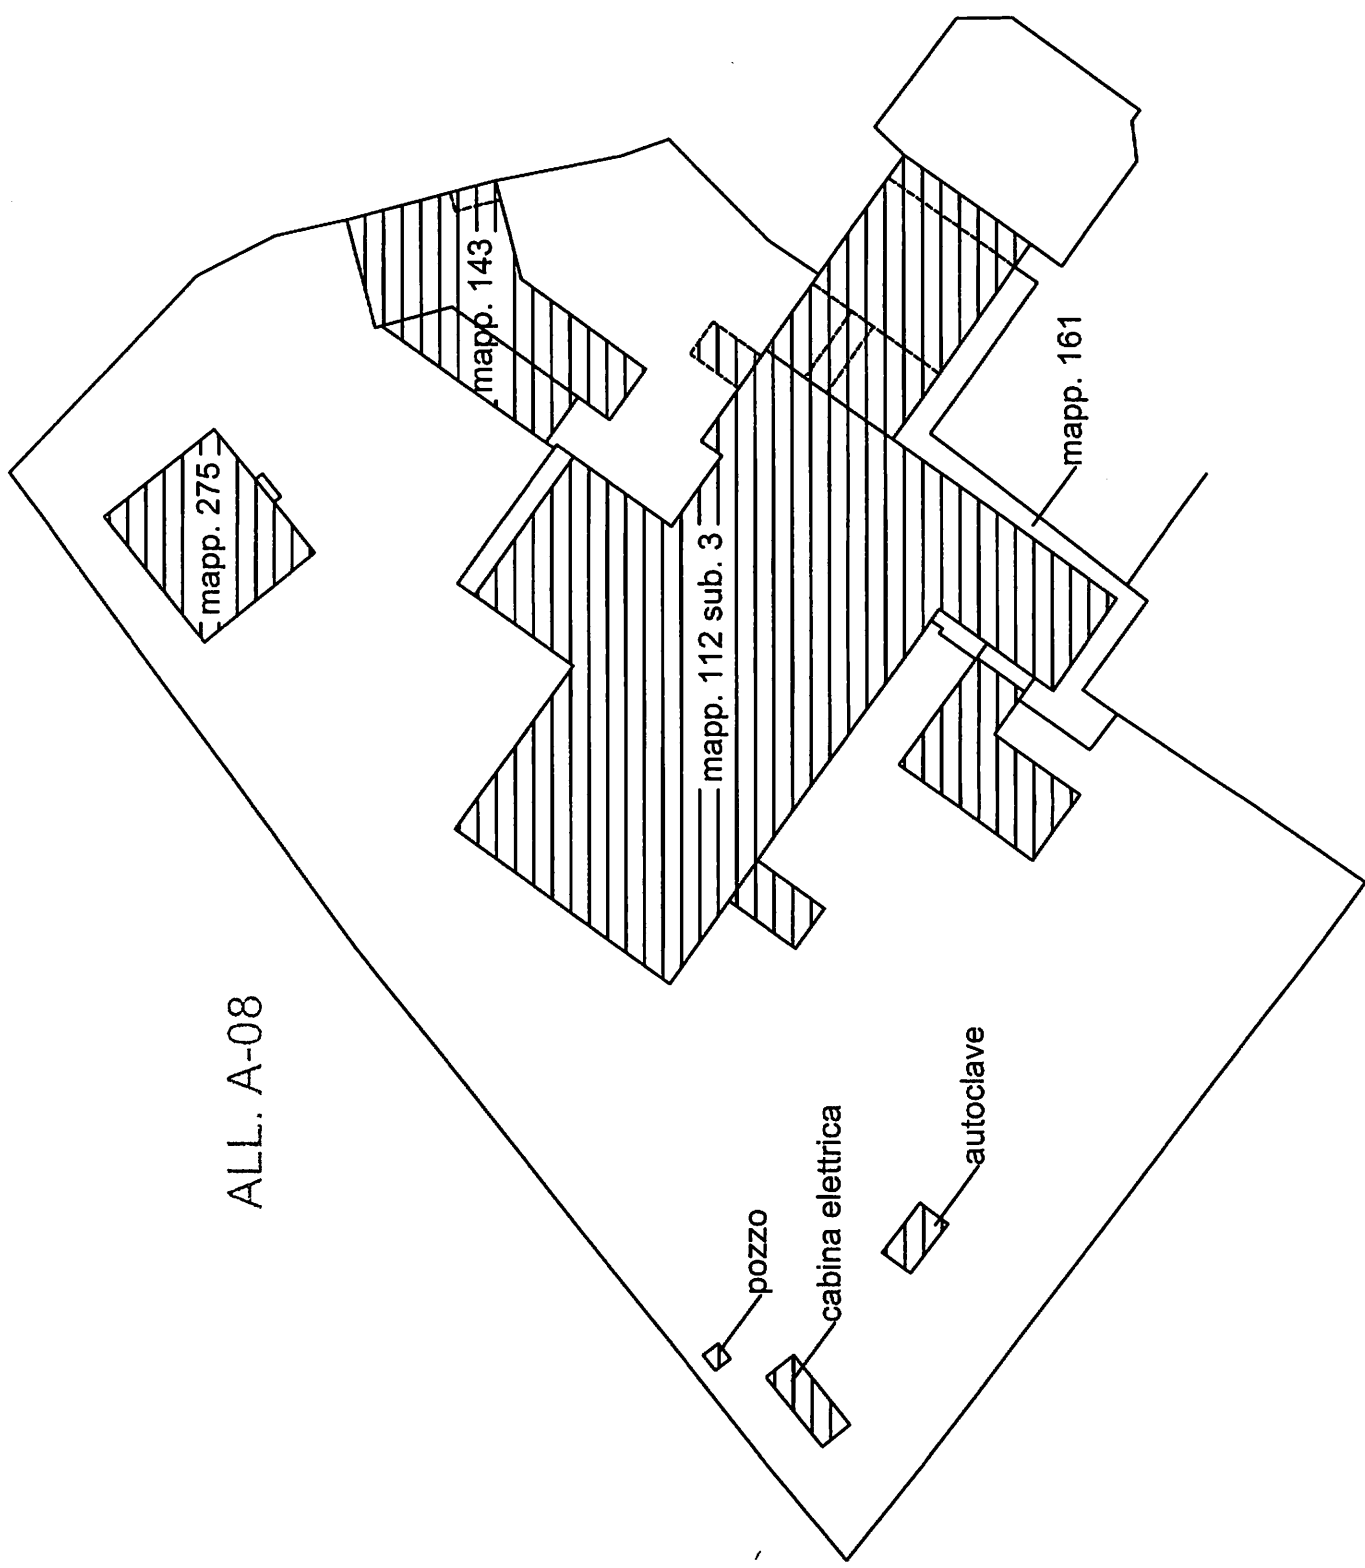 ALL. A-08
mapp. 275
mapp. 143
mapp. 112 sub. 3
mapp. 161
pozzo
cabina elettrica
autoclave